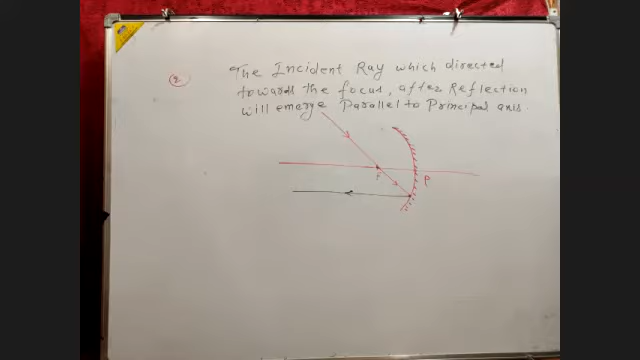 2
The Incident Ray which directed
towards the focus, after Reflection
will emerge Parallel to Principal axis.
F
P